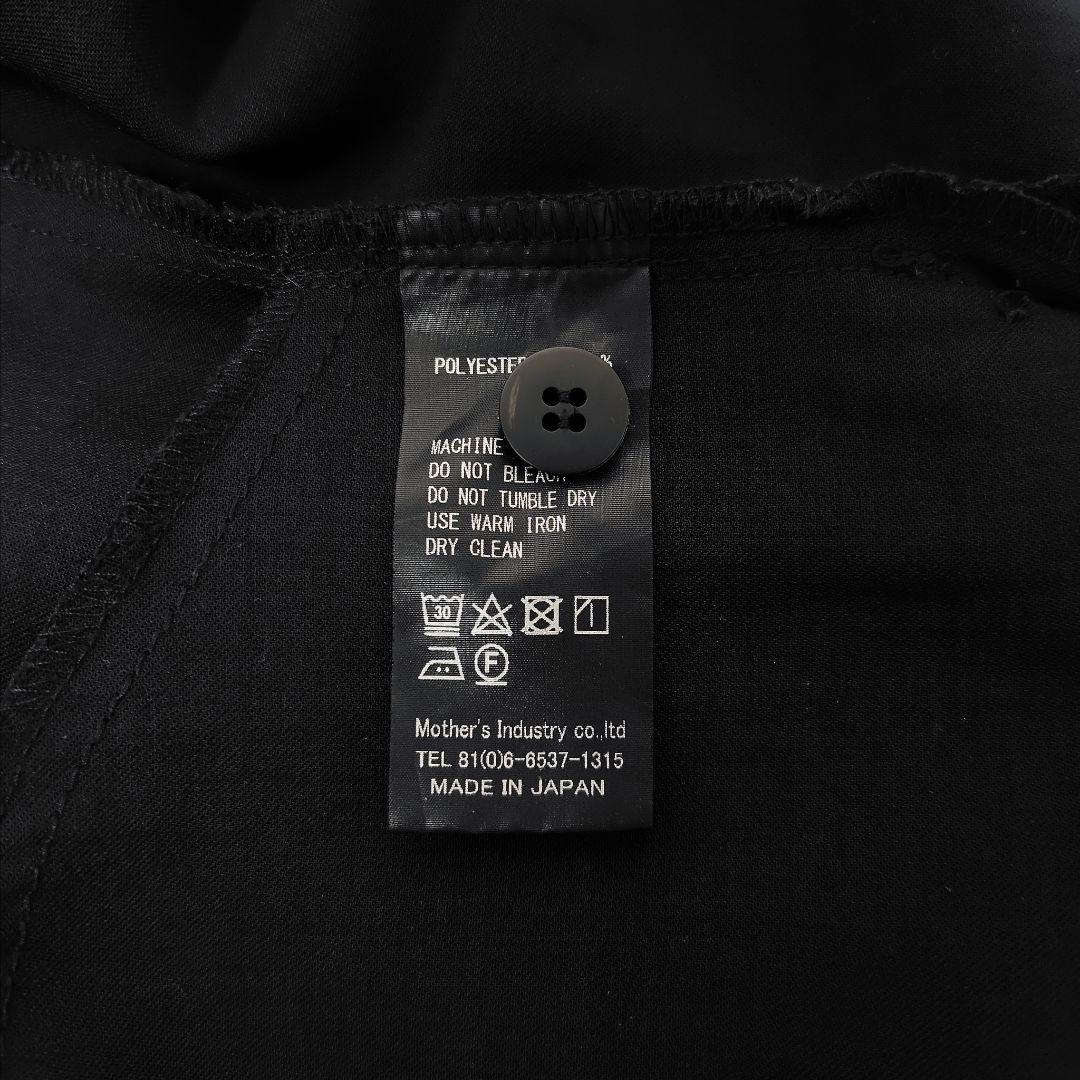 POLYESTER %
MACHINE
DO NOT BLEACH
DO NOT TUMBLE DRY
USE WARM IRON
DRY CLEAN
30
F
Mother's Industry co.,ltd
TEL 81(0)6-6537-1315
MADE IN JAPAN